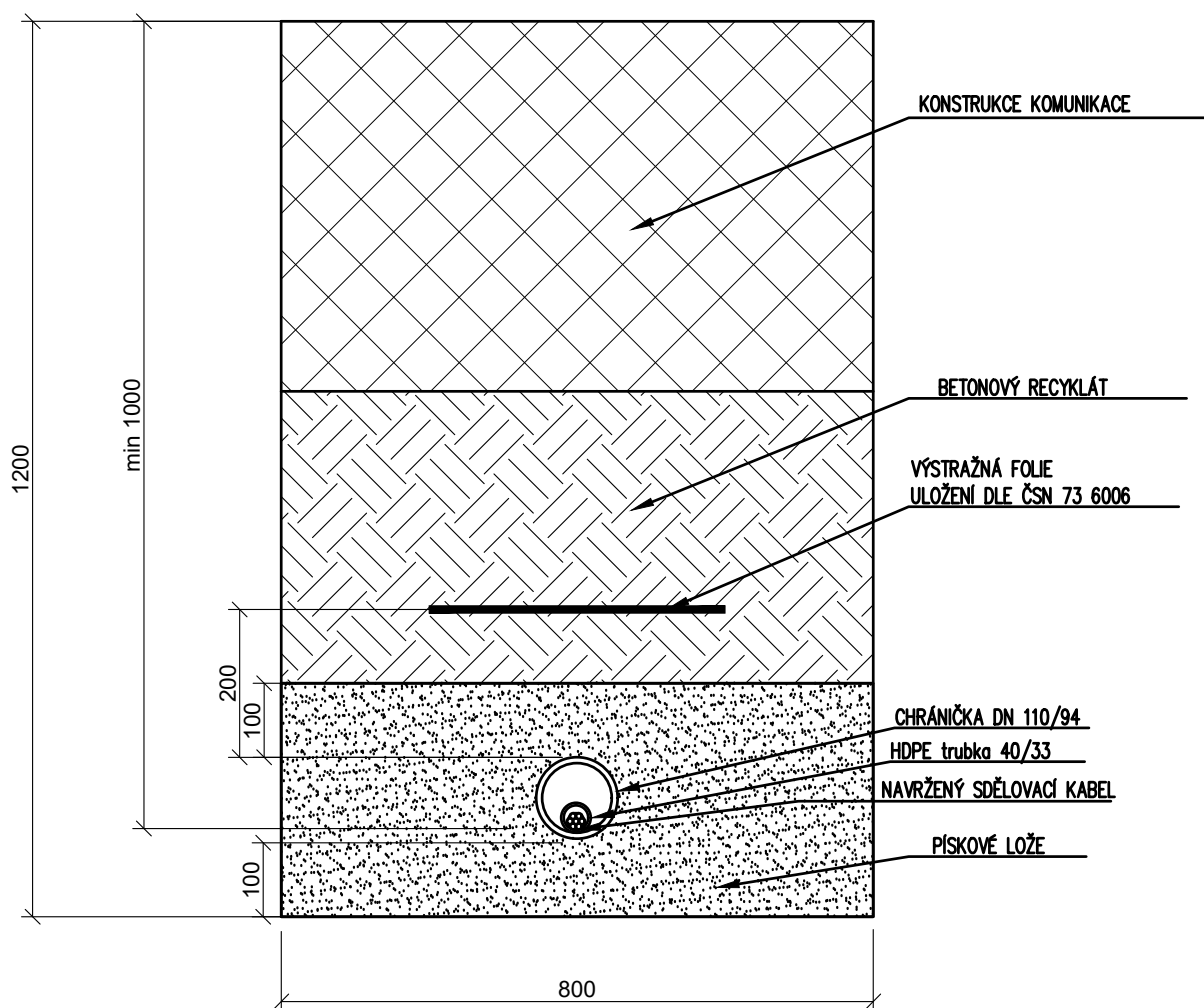 KONSTRUKCE KOMUNIKACE
BETONOVÝ RECYKLÁT
VÝSTRAŽNÁ FOLIE
ULOŽENÍ DLE ČSN 73 6006
CHRÁNIČKA DN 110/94
HDPE trubka 40/33
NAVRŽENÝ SDĚLOVACÍ KABEL
PÍSKOVÉ LOŽE
1200
min 1000
200
100
100
800